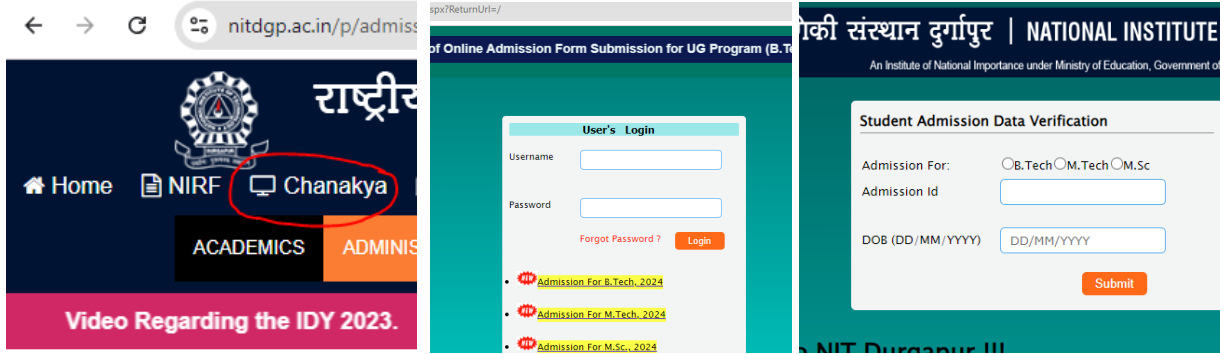 nitdgp.ac.in/p/admiss
राष्ट्रीय
Home NIRF Chanakya
ACADEMICS ADMINIS
Video Regarding the IDY 2023.
spx?ReturnUrl=/
of Online Admission Form Submission for UG Program (B.Te
User's Login
Username
Password
Forgot Password ? Login
Admission For B.Tech, 2024
Admission For M.Tech, 2024
Admission For M.Sc., 2024
गिकी संस्थान दुर्गापुर | NATIONAL INSTITUTE
An Institute of National Importance under Ministry of Education, Government of
Student Admission Data Verification
Admission For: B.Tech M.Tech M.Sc
Admission Id
DOB (DD/MM/YYYY) DD/MM/YYYY
Submit
NIT Durgapur !!!